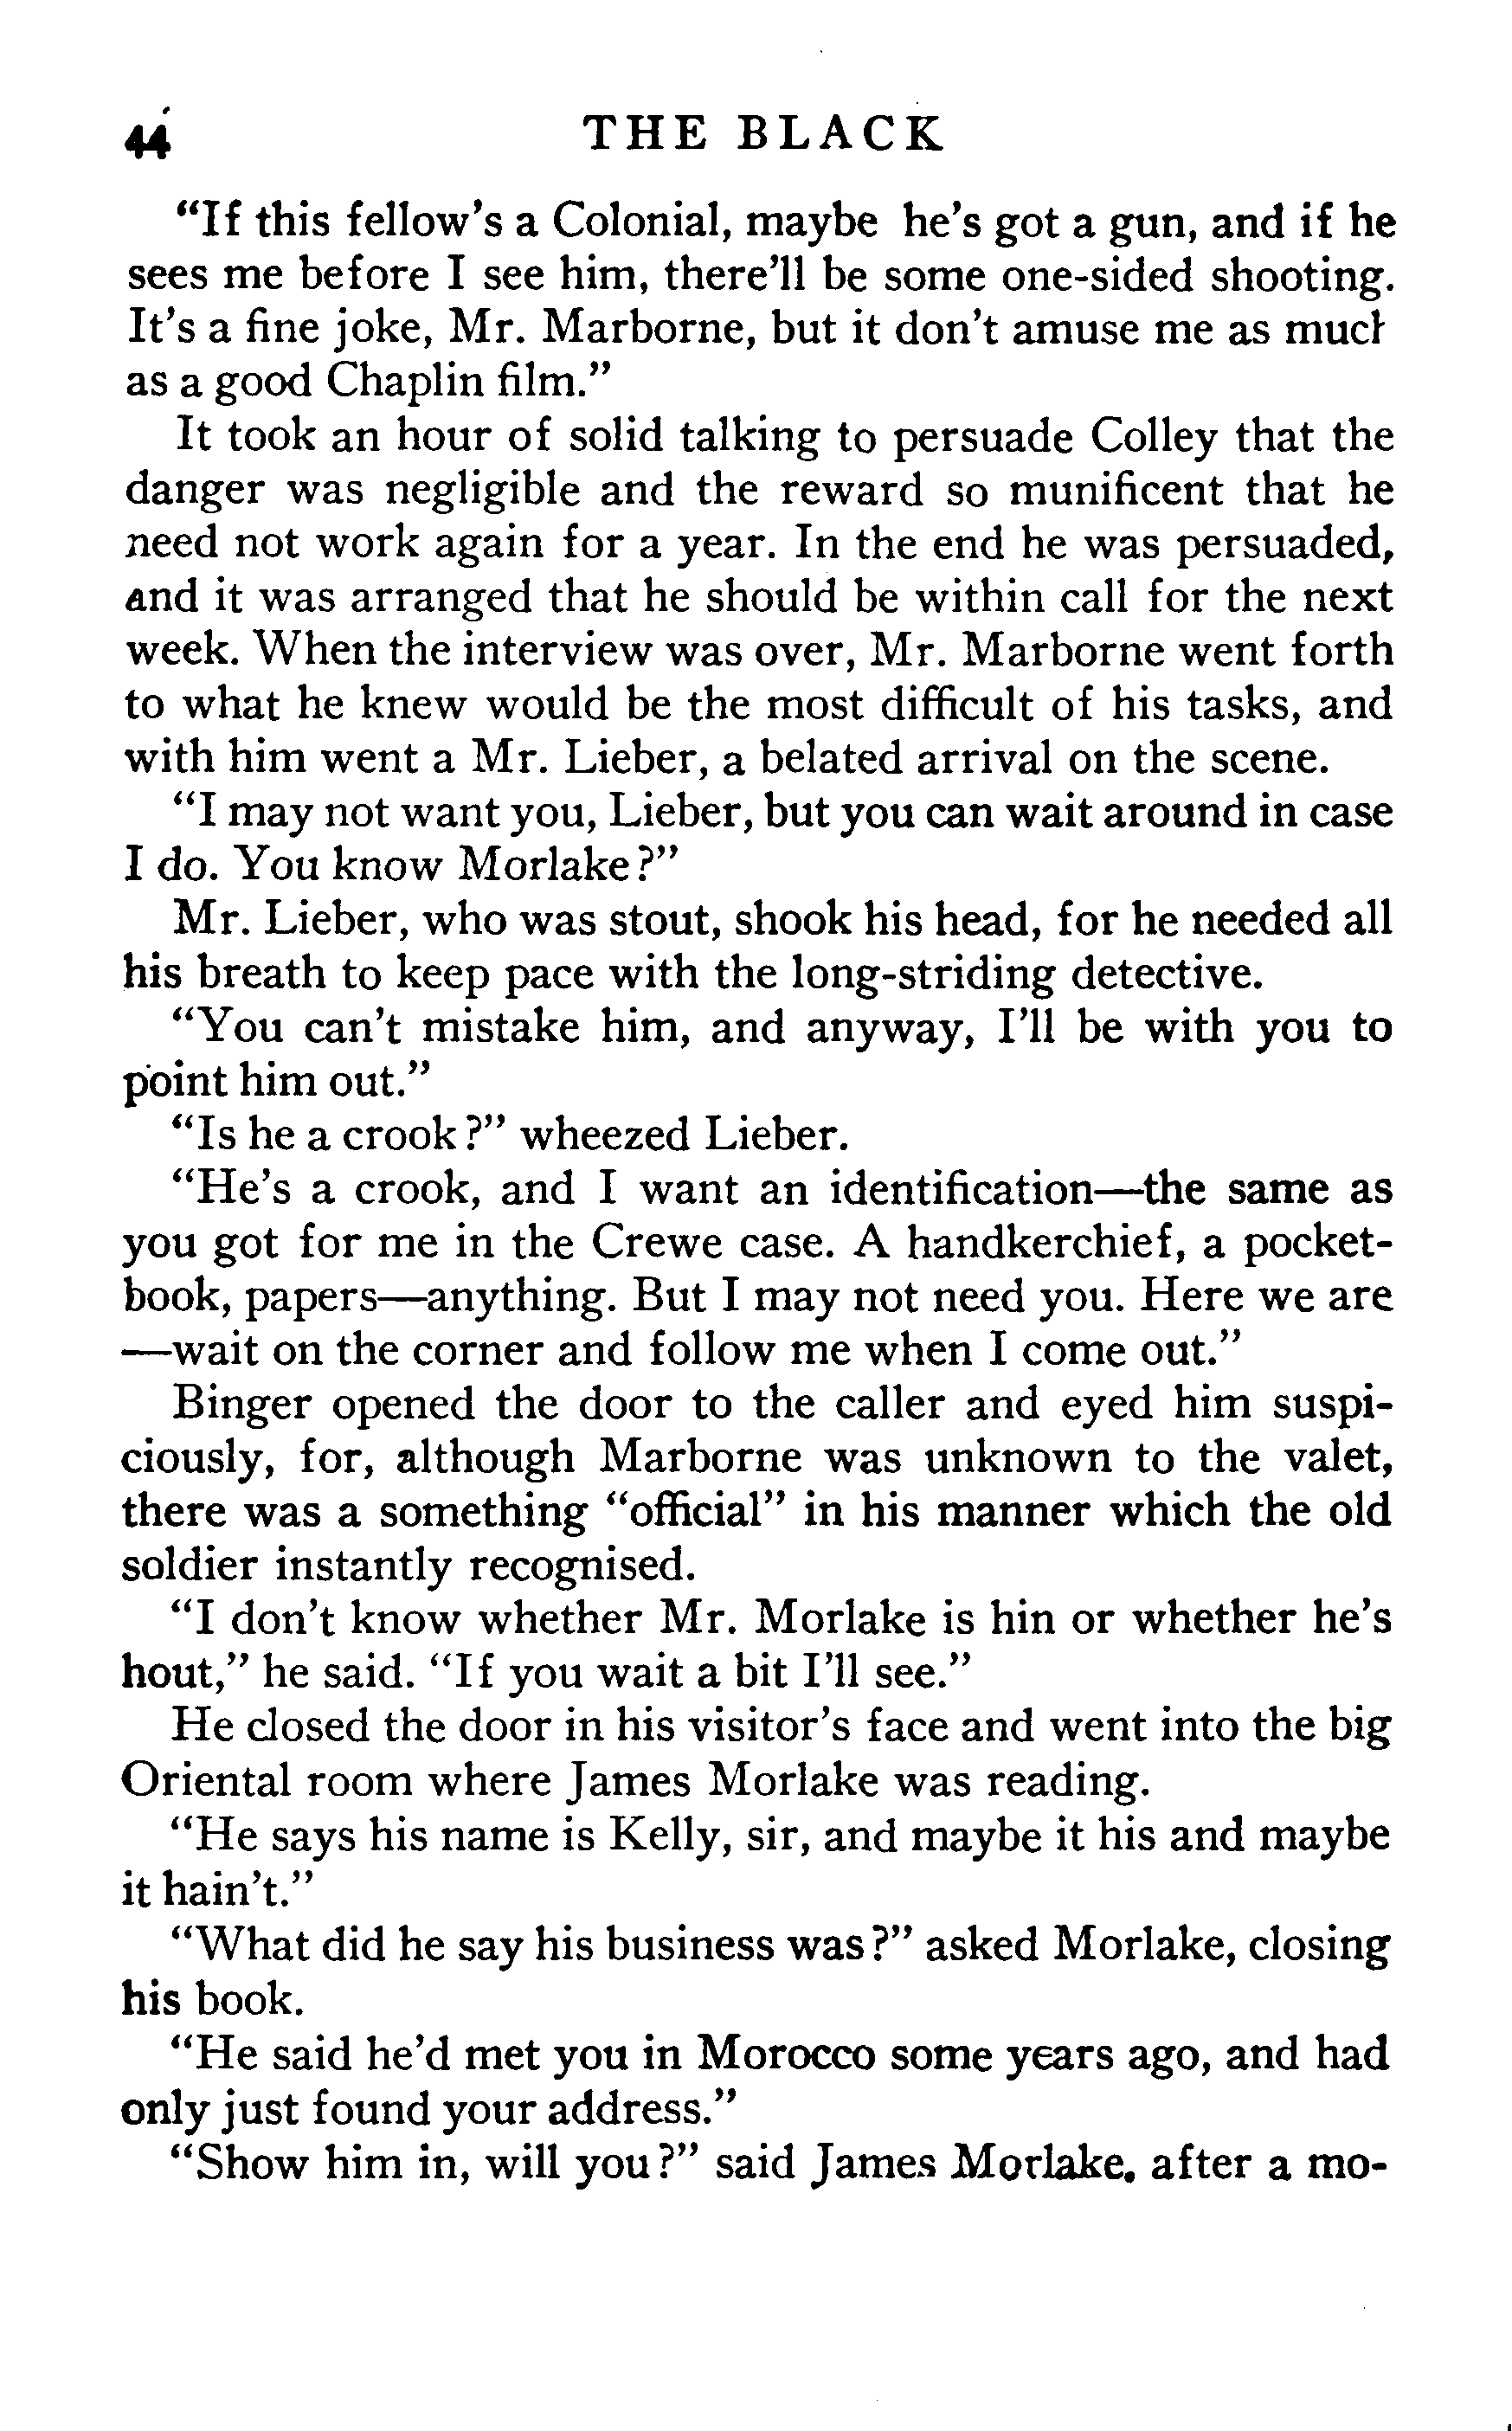 44 THE BLACK
"If this fellow's a Colonial, maybe he's got a gun, and if he
sees me before I see him, there'll be some one-sided shooting.
It's a fine joke, Mr. Marborne, but it don't amuse me as much
as a good Chaplin film."
It took an hour of solid talking to persuade Colley that the
danger was negligible and the reward so munificent that he
need not work again for a year. In the end he was persuaded,
and it was arranged that he should be within call for the next
week. When the interview was over, Mr. Marborne went forth
to what he knew would be the most difficult of his tasks, and
with him went a Mr. Lieber, a belated arrival on the scene.
"I may not want you, Lieber, but you can wait around in case
I do. You know Morlake?"
Mr. Lieber, who was stout, shook his head, for he needed all
his breath to keep pace with the long-striding detective.
"You can't mistake him, and anyway, I'll be with you to
point him out."
"Is he a crook?" wheezed Lieber.
"He's a crook, and I want an identification—the same as
you got for me in the Crewe case. A handkerchief, a pocket-
book, papers—anything. But I may not need you. Here we are
—wait on the corner and follow me when I come out."
Binger opened the door to the caller and eyed him suspi-
ciously, for, although Marborne was unknown to the valet,
there was a something "official" in his manner which the old
soldier instantly recognised.
"I don't know whether Mr. Morlake is hin or whether he's
hout," he said. "If you wait a bit I'll see."
He closed the door in his visitor's face and went into the big
Oriental room where James Morlake was reading.
"He says his name is Kelly, sir, and maybe it his and maybe
it hain't."
"What did he say his business was?" asked Morlake, closing
his book.
"He said he'd met you in Morocco some years ago, and had
only just found your address."
"Show him in, will you?" said James Morlake. after a mo-